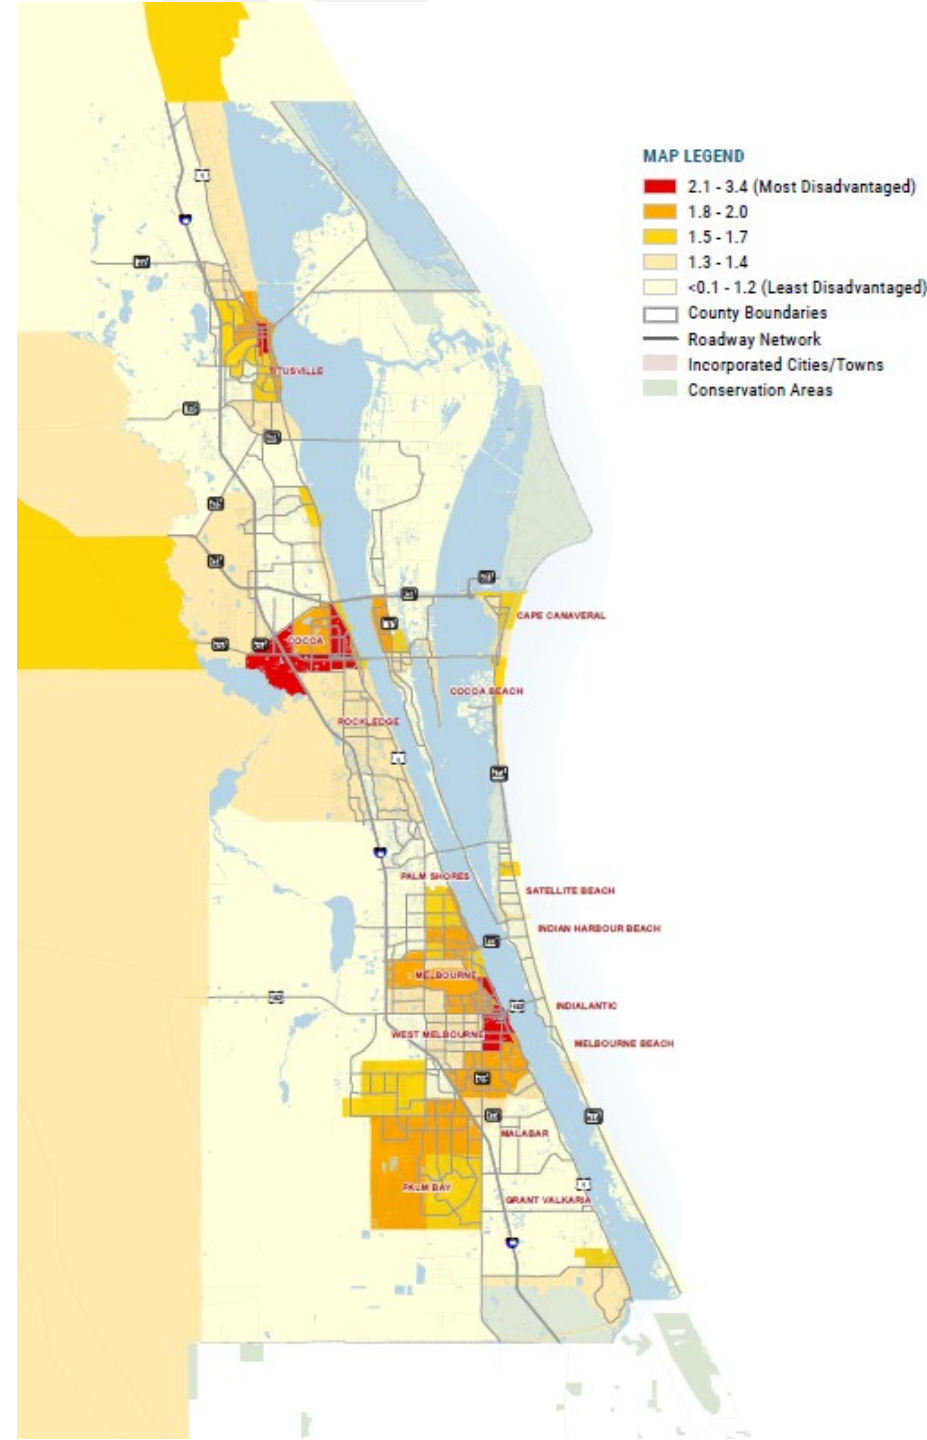 MAP LEGEND
2.1 - 3.4 (Most Disadvantaged)
1.8 - 2.0
1.5 - 1.7
1.3 - 1.4
<0.1 - 1.2 (Least Disadvantaged)
County Boundaries
Roadway Network
Incorporated Cities/Towns
Conservation Areas
TITUSVILLE
CAPE CANAVERAL
COCOA
COCOA BEACH
ROCKLEDGE
PALM SHORES
SATELLITE BEACH
INDIAN HARBOUR BEACH
MELBOURNE
INDIALANTIC
WEST MELBOURNE
MELBOURNE BEACH
MALABAR
PALM BAY
GRANT VALKARIA